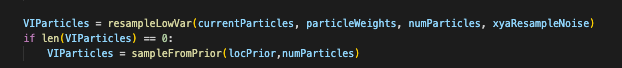 VIParticles = resampleLowVar(currentParticles, particleWeights, numParticles, xyaResampleNoise)
if len(VIParticles) == 0:
    VIParticles = sampleFromPrior(locPrior,numParticles)